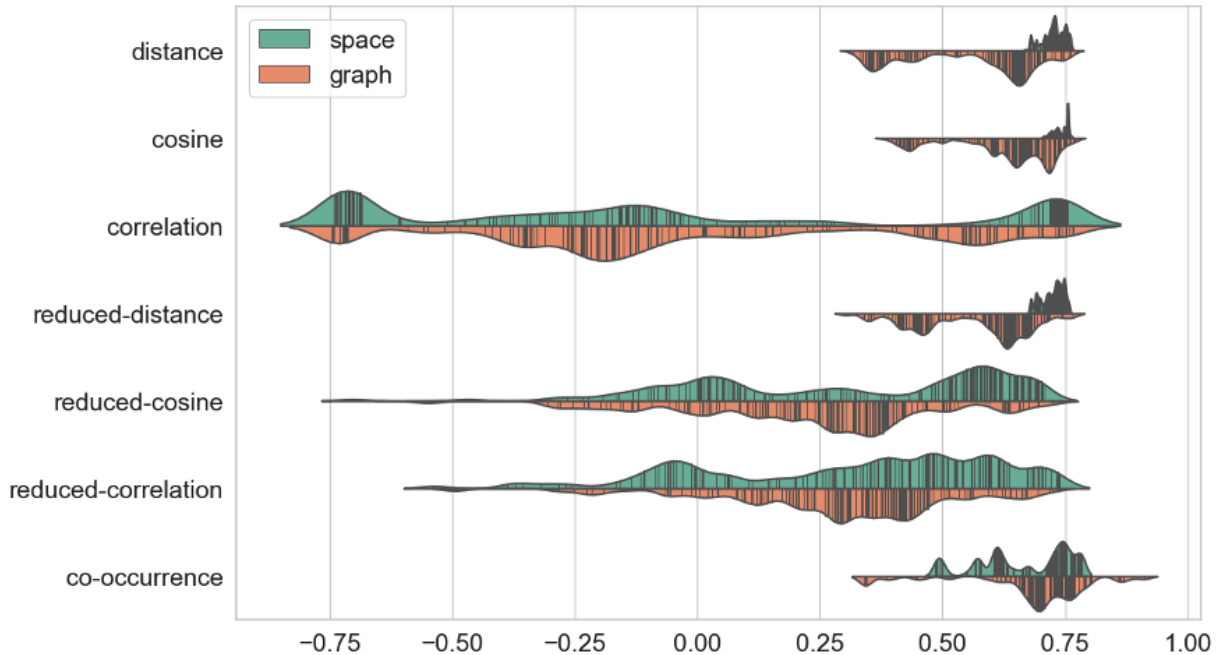 space
graph
distance
cosine
correlation
reduced-distance
reduced-cosine
reduced-correlation
co-occurrence
−0.75 −0.50 −0.25 0.00 0.25 0.50 0.75 1.00